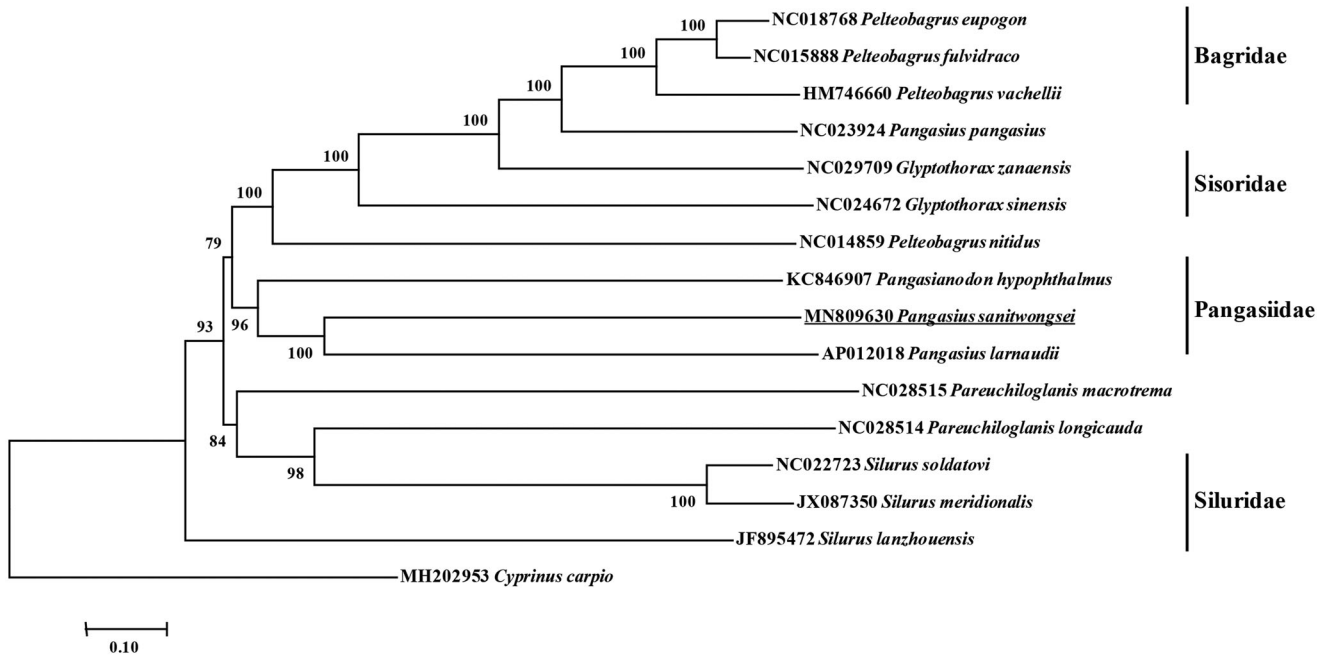 NC018768 Pelteobagrus eupogon
100
NC015888 Pelteobagrus fulvidraco
100
Bagridae
HM746660 Pelteobagrus vachellii
100
NC023924 Pangasius pangasius
100
NC029709 Glyptothorax zanaensis
100
Sisoridae
NC024672 Glyptothorax sinensis
100
NC014859 Pelteobagrus nitidus
79
KC846907 Pangasianodon hypophthalmus
96
MN809630 Pangasius sanitwongsei
Pangasiidae
93
100
AP012018 Pangasius larnaudii
NC028515 Pareuchiloglanis macrotrema
84
NC028514 Pareuchiloglanis longicauda
98
NC022723 Silurus soldatovi
100
JX087350 Silurus meridionalis
Siluridae
JF895472 Silurus lanzhouensis
MH202953 Cyprinus carpio
0.10